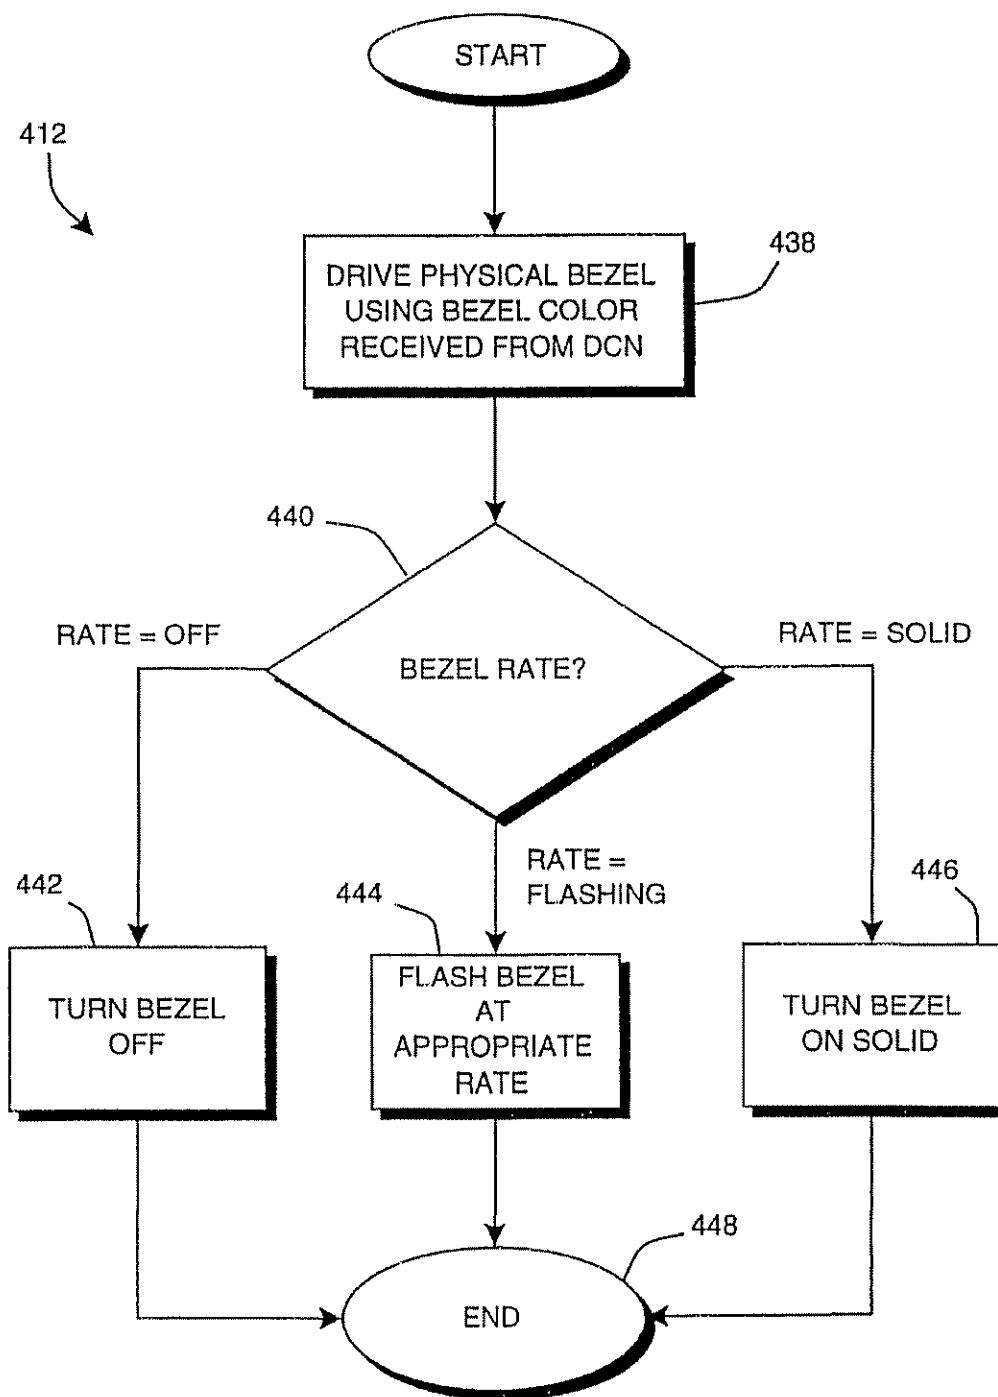 START
412
438
DRIVE PHYSICAL BEZEL
USING BEZEL COLOR
RECEIVED FROM DCN
440
RATE = OFF
BEZEL RATE?
RATE = SOLID
RATE =
FLASHING
442
444
446
TURN BEZEL
OFF
FLASH BEZEL
AT
APPROPRIATE
RATE
TURN BEZEL
ON SOLID
448
END